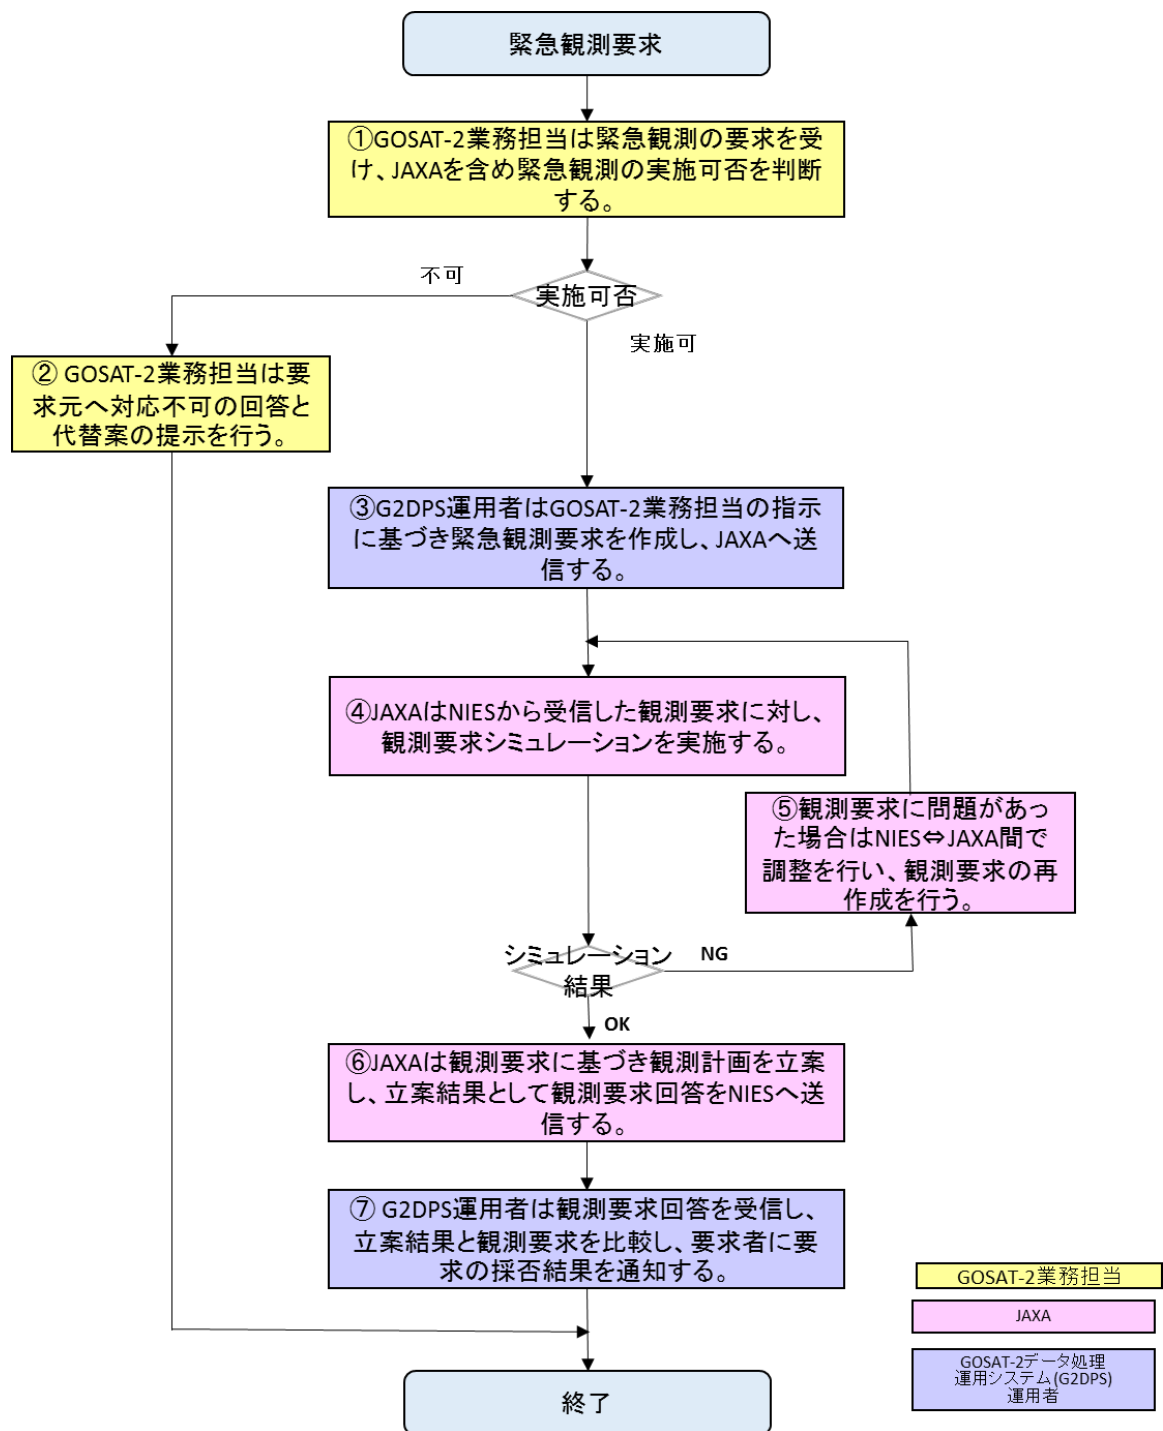 緊急観測要求
①GOSAT-2業務担当は緊急観測の要求を受
け、JAXAを含め緊急観測の実施可否を判断
する。
不可
実施可否
実施可
② GOSAT-2業務担当は要
求元へ対応不可の回答と
代替案の提示を行う。
③G2DPS運用者はGOSAT-2業務担当の指示
に基づき緊急観測要求を作成し、JAXAへ送
信する。
④JAXAはNIESから受信した観測要求に対し、
観測要求シミュレーションを実施する。
⑤観測要求に問題があっ
た場合はNIES⇔JAXA間で
調整を行い、観測要求の再
作成を行う。
シミュレーション
結果
NG
OK
⑥JAXAは観測要求に基づき観測計画を立案
し、立案結果として観測要求回答をNIESへ送
信する。
⑦ G2DPS運用者は観測要求回答を受信し、
立案結果と観測要求を比較し、要求者に要
求の採否結果を通知する。
GOSAT-2業務担当
JAXA
GOSAT-2データ処理
運用システム(G2DPS)
運用者
終了